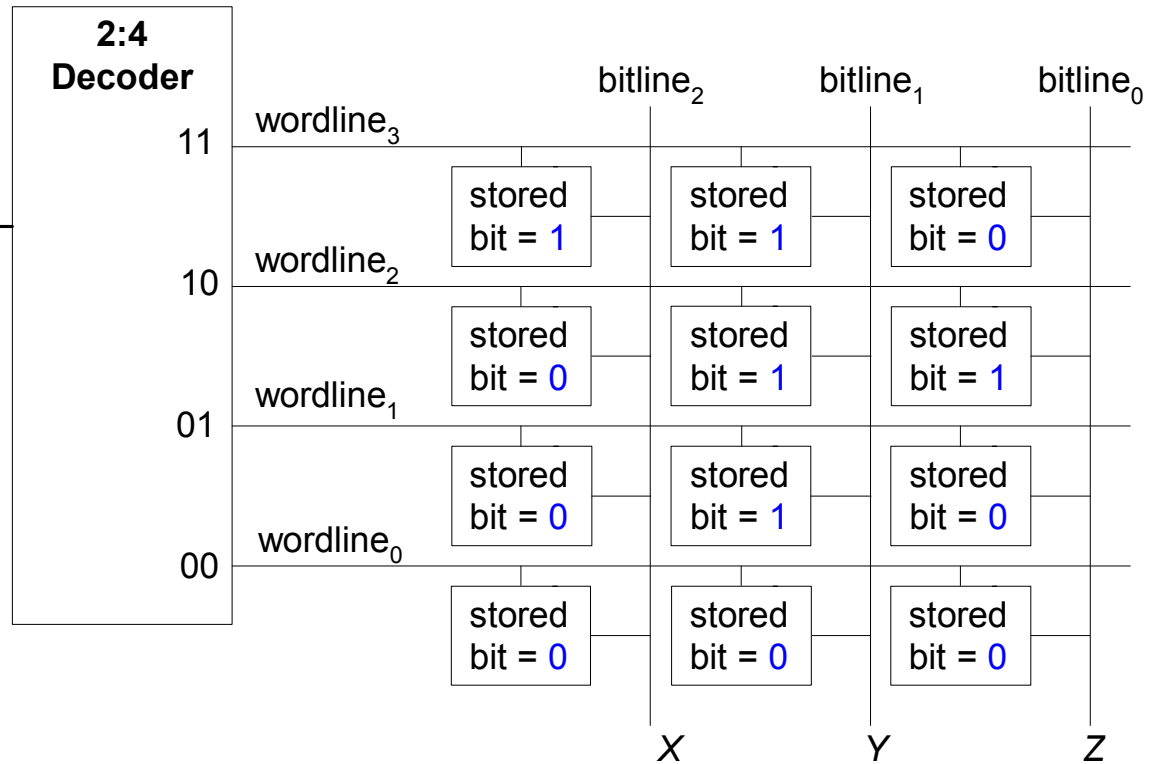 2:4
Decoder
bitline₂ bitline₁ bitline₀
wordline₃
11
stored stored stored
bit = 1 bit = 1 bit = 0
wordline₂
10
stored stored stored
bit = 0 bit = 1 bit = 1
wordline₁
01
stored stored stored
bit = 0 bit = 1 bit = 0
wordline₀
00
stored stored stored
bit = 0 bit = 0 bit = 0
X Y Z